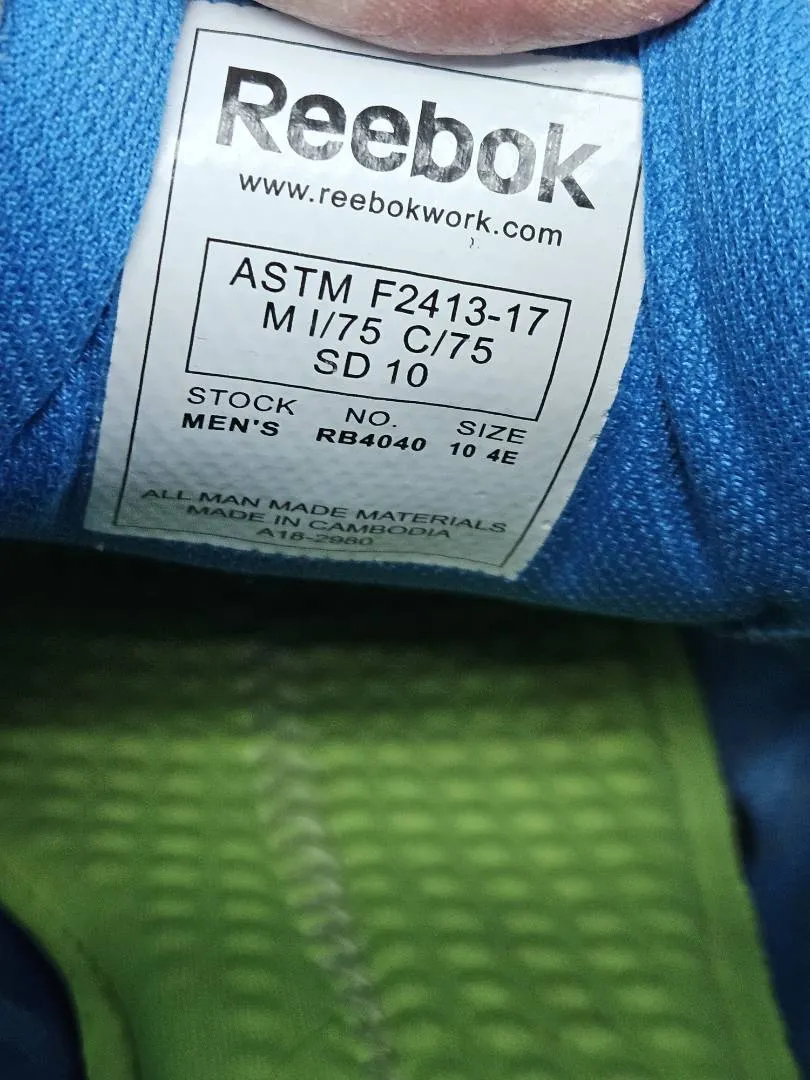 Reebok
www.reebokwork.com
ASTM F2413-17
M I/75 C/75
SD 10
STOCK NO. SIZE
MEN'S RB4040 10 4E
ALL MAN MADE MATERIALS
MADE IN CAMBODIA
A18-2980